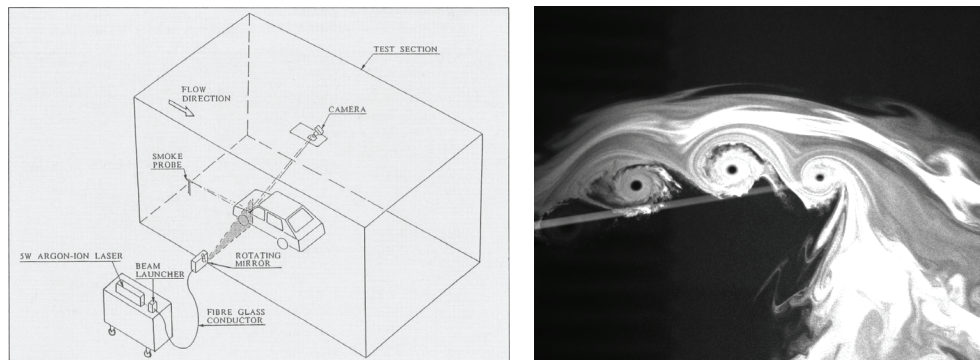 TEST SECTION
FLOW
DIRECTION
CAMERA
SMOKE
PROBE
5W ARGON-ION LASER
BEAM
LAUNCHER
ROTATING
MIRROR
FIBRE GLASS
CONDUCTOR